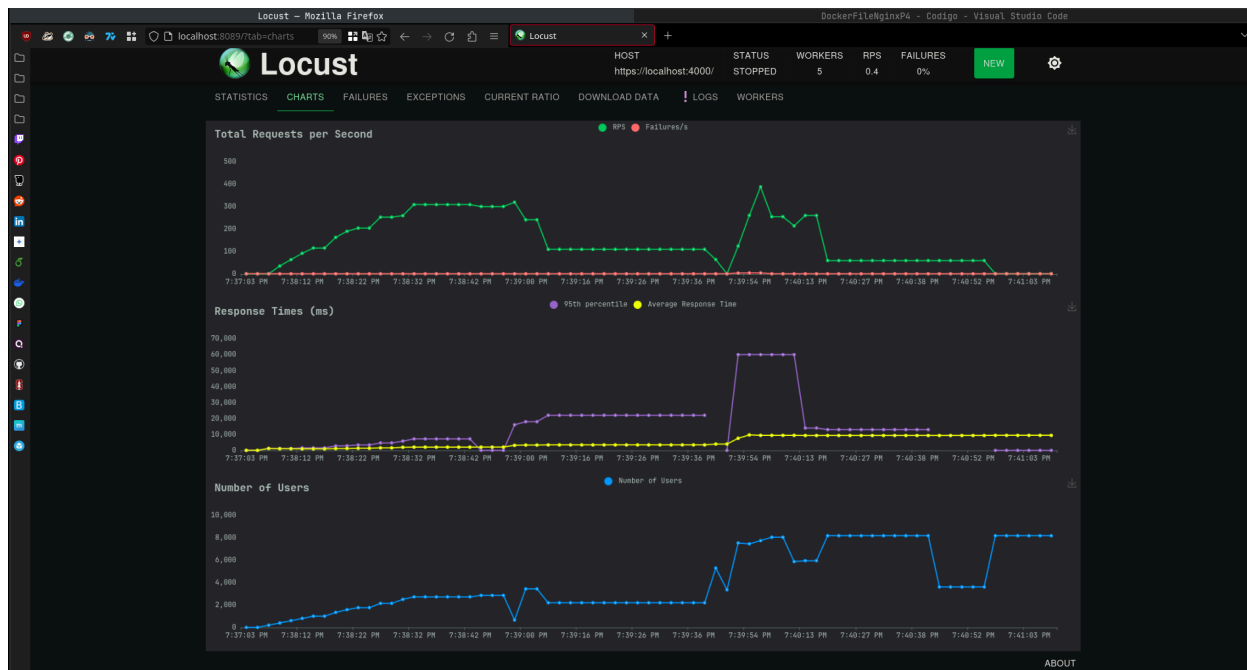 Locust — Mozilla Firefox
DockerFileNginxP4 - Codigo - Visual Studio Code
localhost:8089/?tab=charts
90%
Locust
Locust
HOST
https://localhost:4000/
STATUS
STOPPED
WORKERS
5
RPS
0.4
FAILURES
0%
NEW
STATISTICS CHARTS FAILURES EXCEPTIONS CURRENT RATIO DOWNLOAD DATA ! LOGS WORKERS
Total Requests per Second
RPS Failures/s
500
400
300
200
100
0
7:37:03 PM 7:38:12 PM 7:38:22 PM 7:38:32 PM 7:38:42 PM 7:39:00 PM 7:39:16 PM 7:39:26 PM 7:39:36 PM 7:39:54 PM 7:40:13 PM 7:40:27 PM 7:40:38 PM 7:40:52 PM 7:41:03 PM
Response Times (ms)
95th percentile Average Response Time
70,000
60,000
50,000
40,000
30,000
20,000
10,000
0
7:37:03 PM 7:38:12 PM 7:38:22 PM 7:38:32 PM 7:38:42 PM 7:39:00 PM 7:39:16 PM 7:39:26 PM 7:39:36 PM 7:39:54 PM 7:40:13 PM 7:40:27 PM 7:40:38 PM 7:40:52 PM 7:41:03 PM
Number of Users
Number of Users
10,000
8,000
6,000
4,000
2,000
0
7:37:03 PM 7:38:12 PM 7:38:22 PM 7:38:32 PM 7:38:42 PM 7:39:00 PM 7:39:16 PM 7:39:26 PM 7:39:36 PM 7:39:54 PM 7:40:13 PM 7:40:27 PM 7:40:38 PM 7:40:52 PM 7:41:03 PM
ABOUT